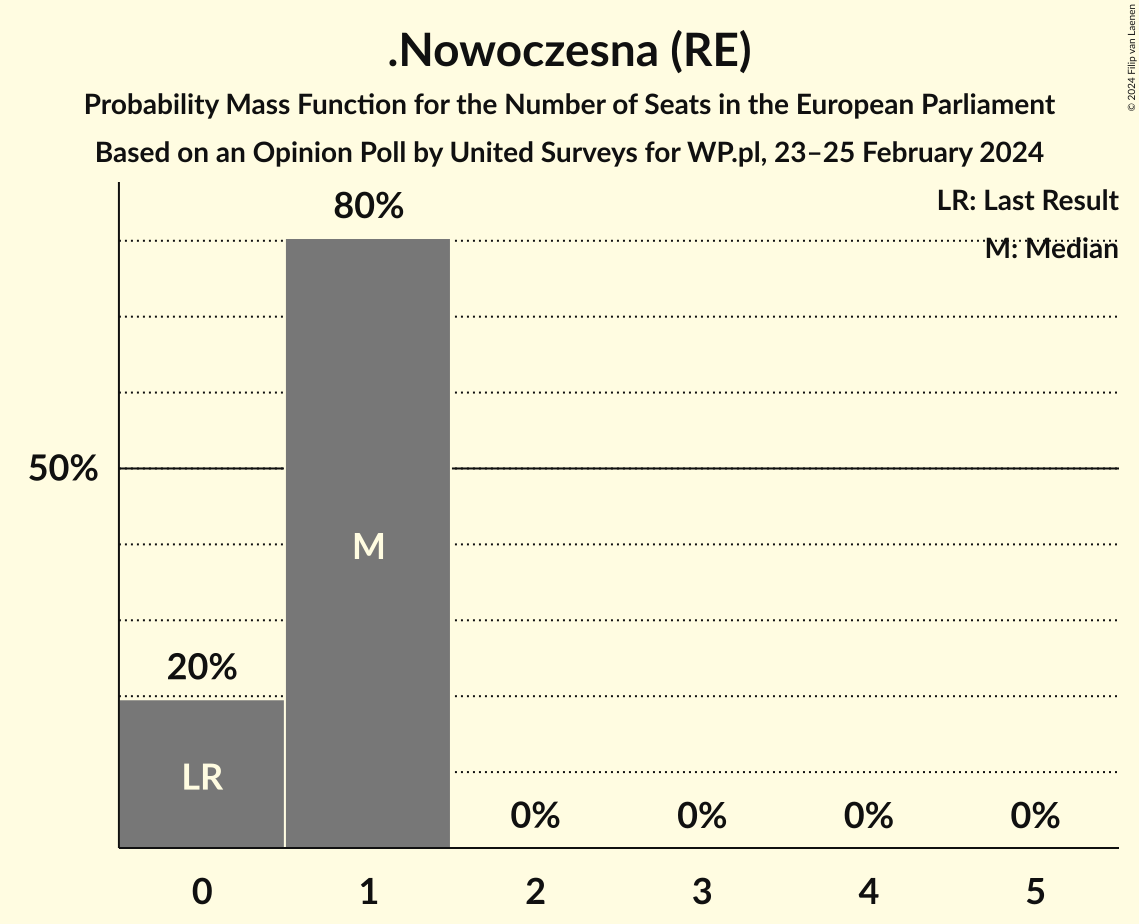 .Nowoczesna (RE)
Probability Mass Function for the Number of Seats in the European Parliament
Based on an Opinion Poll by United Surveys for WP.pl, 23–25 February 2024
© 2024 Filip van Laenen
LR: Last Result
M: Median
80%
50%
M
20%
LR
0% 0% 0% 0%
0 1 2 3 4 5